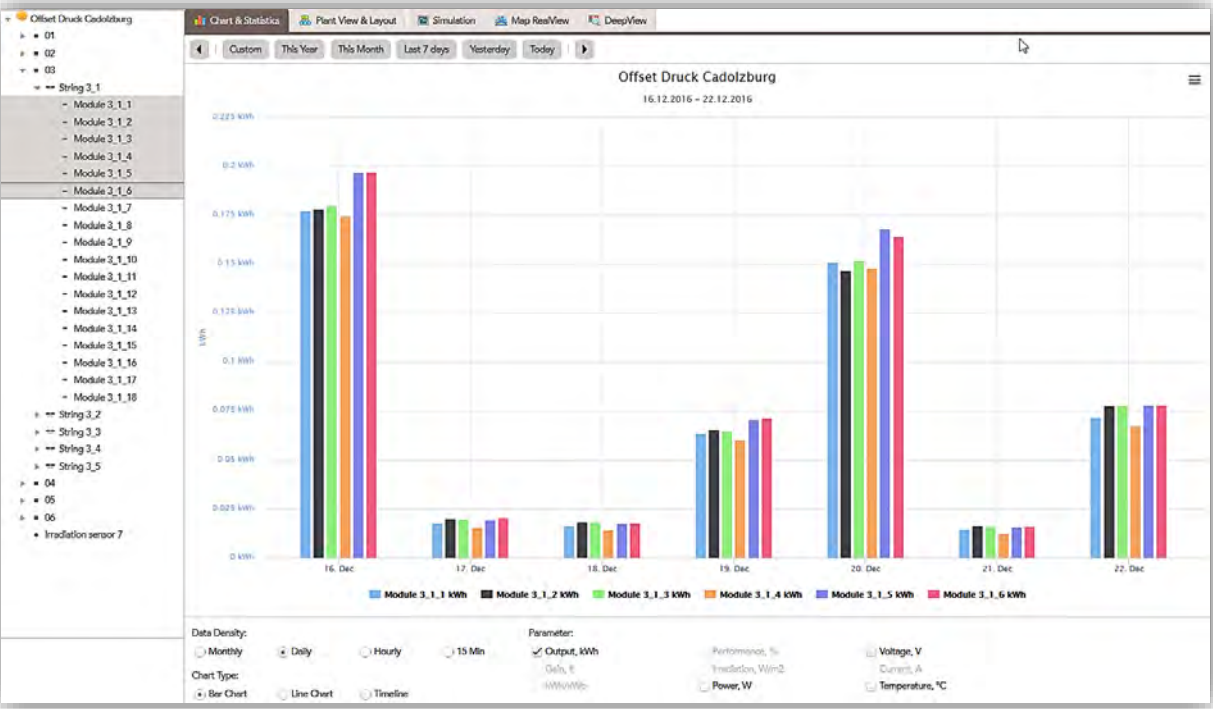 Offset Druck Cadolzburg
01
02
03
String 3_1
Module 3_1_1
Module 3_1_2
Module 3_1_3
Module 3_1_4
Module 3_1_5
Module 3_1_6
Module 3_1_7
Module 3_1_8
Module 3_1_9
Module 3_1_10
Module 3_1_11
Module 3_1_12
Module 3_1_13
Module 3_1_14
Module 3_1_15
Module 3_1_16
Module 3_1_17
Module 3_1_18
String 3_2
String 3_3
String 3_4
String 3_5
04
05
06
Irradiation sensor 7
Chart & Statistics Plant View & Layout Simulation Map RealView DeepView
Custom This Year This Month Last 7 days Yesterday Today
Offset Druck Cadolzburg
16.12.2016 – 22.12.2016
0.225 kWh
0.2 kWh
0.175 kWh
0.15 kWh
0.125 kWh
0.1 kWh
0.075 kWh
0.05 kWh
0.025 kWh
0 kWh
kWh
16. Dec 17. Dec 18. Dec 19. Dec 20. Dec 21. Dec 22. Dec
Module 3_1_1 kWh Module 3_1_2 kWh Module 3_1_3 kWh Module 3_1_4 kWh Module 3_1_5 kWh Module 3_1_6 kWh
Data Density:
Monthly Daily Hourly 15 Min
Chart Type:
Bar Chart Line Chart Timeline
Parameter:
Output, kWh Performance, % Voltage, V
Gain, € Irradiation, W/m2 Current, A
kWh/kWp Power, W Temperature, °C